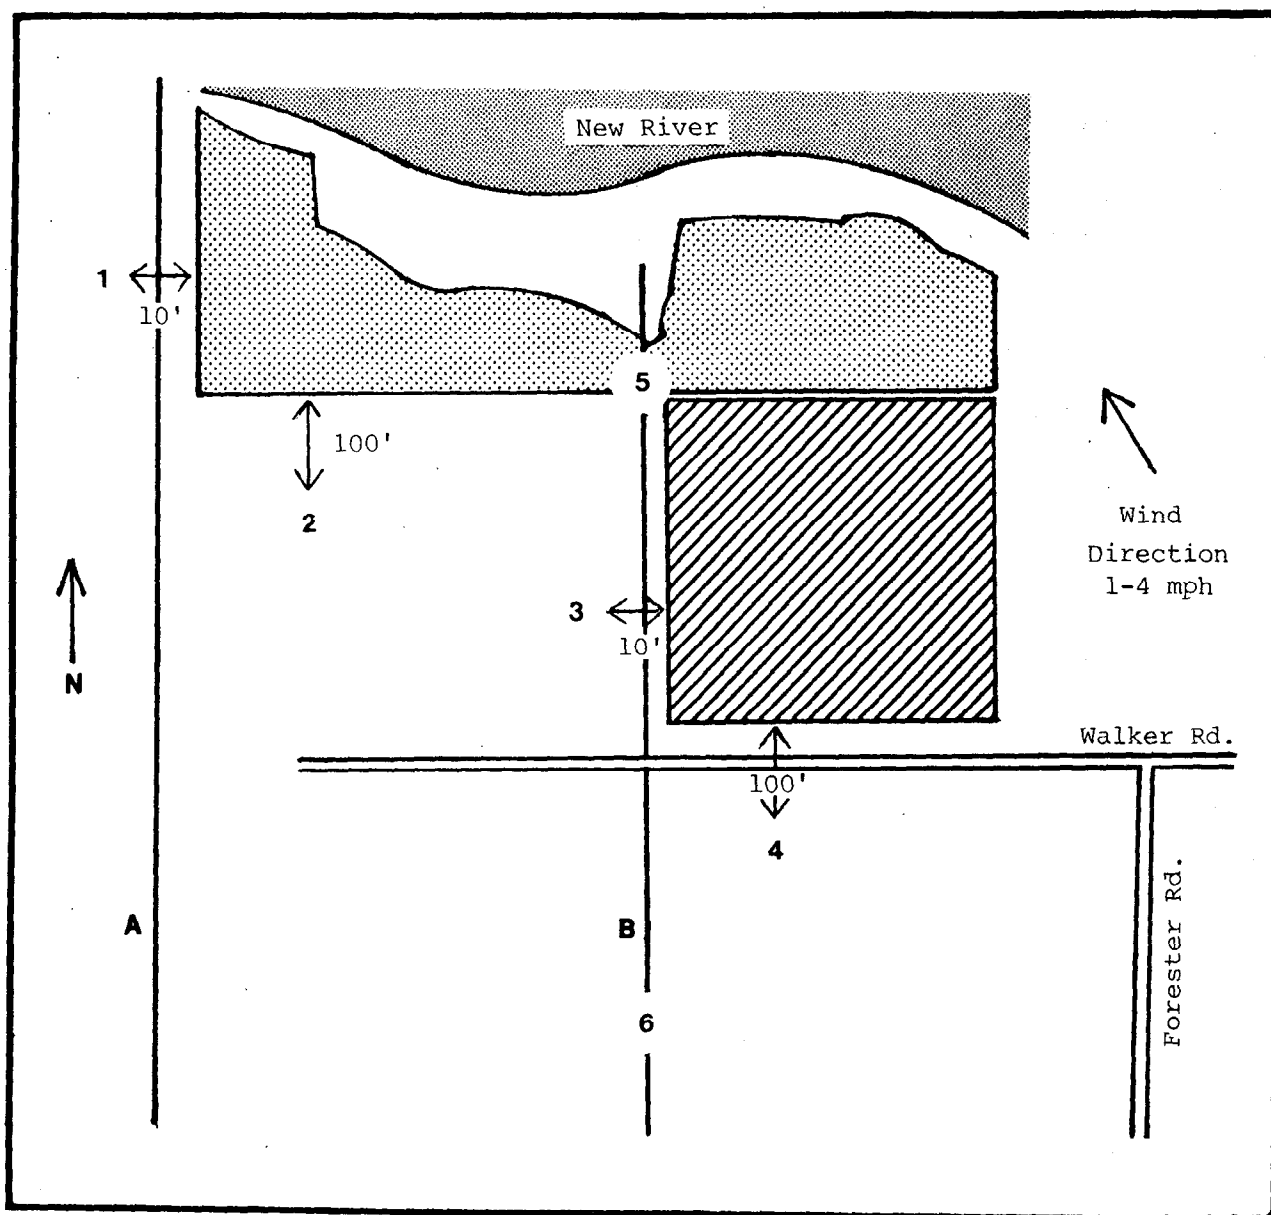 New River
1
10'
5
100'
2
Wind
Direction
1-4 mph
3
10'
N
Walker Rd.
100'
4
A
B
Forester Rd.
6